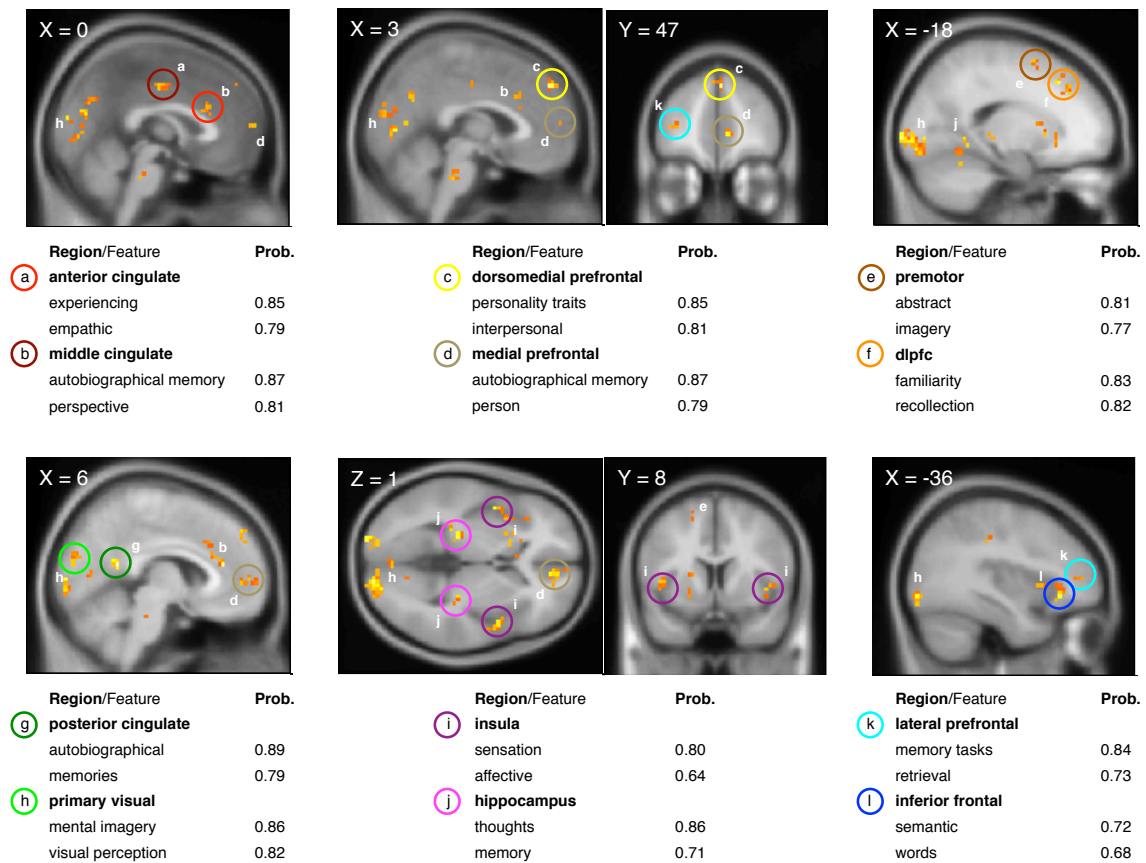 X = 0
a
b
h
d
X = 3
c
b
h
d
Y = 47
c
k
d
X = -18
e
f
h
j
Region/Feature Prob.
a anterior cingulate
experiencing 0.85
empathic 0.79
b middle cingulate
autobiographical memory 0.87
perspective 0.81
Region/Feature Prob.
c dorsomedial prefrontal
personality traits 0.85
interpersonal 0.81
d medial prefrontal
autobiographical memory 0.87
person 0.79
Region/Feature Prob.
e premotor
abstract 0.81
imagery 0.77
f dlpfc
familiarity 0.83
recollection 0.82
X = 6
g
b
h
d
Z = 1
j
i
h
d
j
i
Y = 8
e
i
i
X = -36
k
l
h
Region/Feature Prob.
g posterior cingulate
autobiographical 0.89
memories 0.79
h primary visual
mental imagery 0.86
visual perception 0.82
Region/Feature Prob.
i insula
sensation 0.80
affective 0.64
j hippocampus
thoughts 0.86
memory 0.71
Region/Feature Prob.
k lateral prefrontal
memory tasks 0.84
retrieval 0.73
l inferior frontal
semantic 0.72
words 0.68